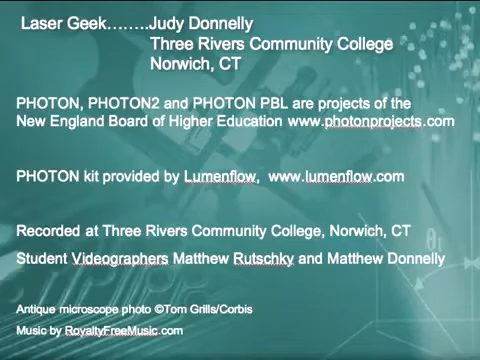 Laser Geek……..Judy Donnelly
Three Rivers Community College
Norwich, CT
PHOTON, PHOTON2 and PHOTON PBL are projects of the
New England Board of Higher Education www.photonprojects.com
PHOTON kit provided by Lumenflow, www.lumenflow.com
Recorded at Three Rivers Community College, Norwich, CT
Student Videographers Matthew Rutschky and Matthew Donnelly
θ₁
Antique microscope photo ©Tom Grills/Corbis
Music by RoyaltyFreeMusic.com